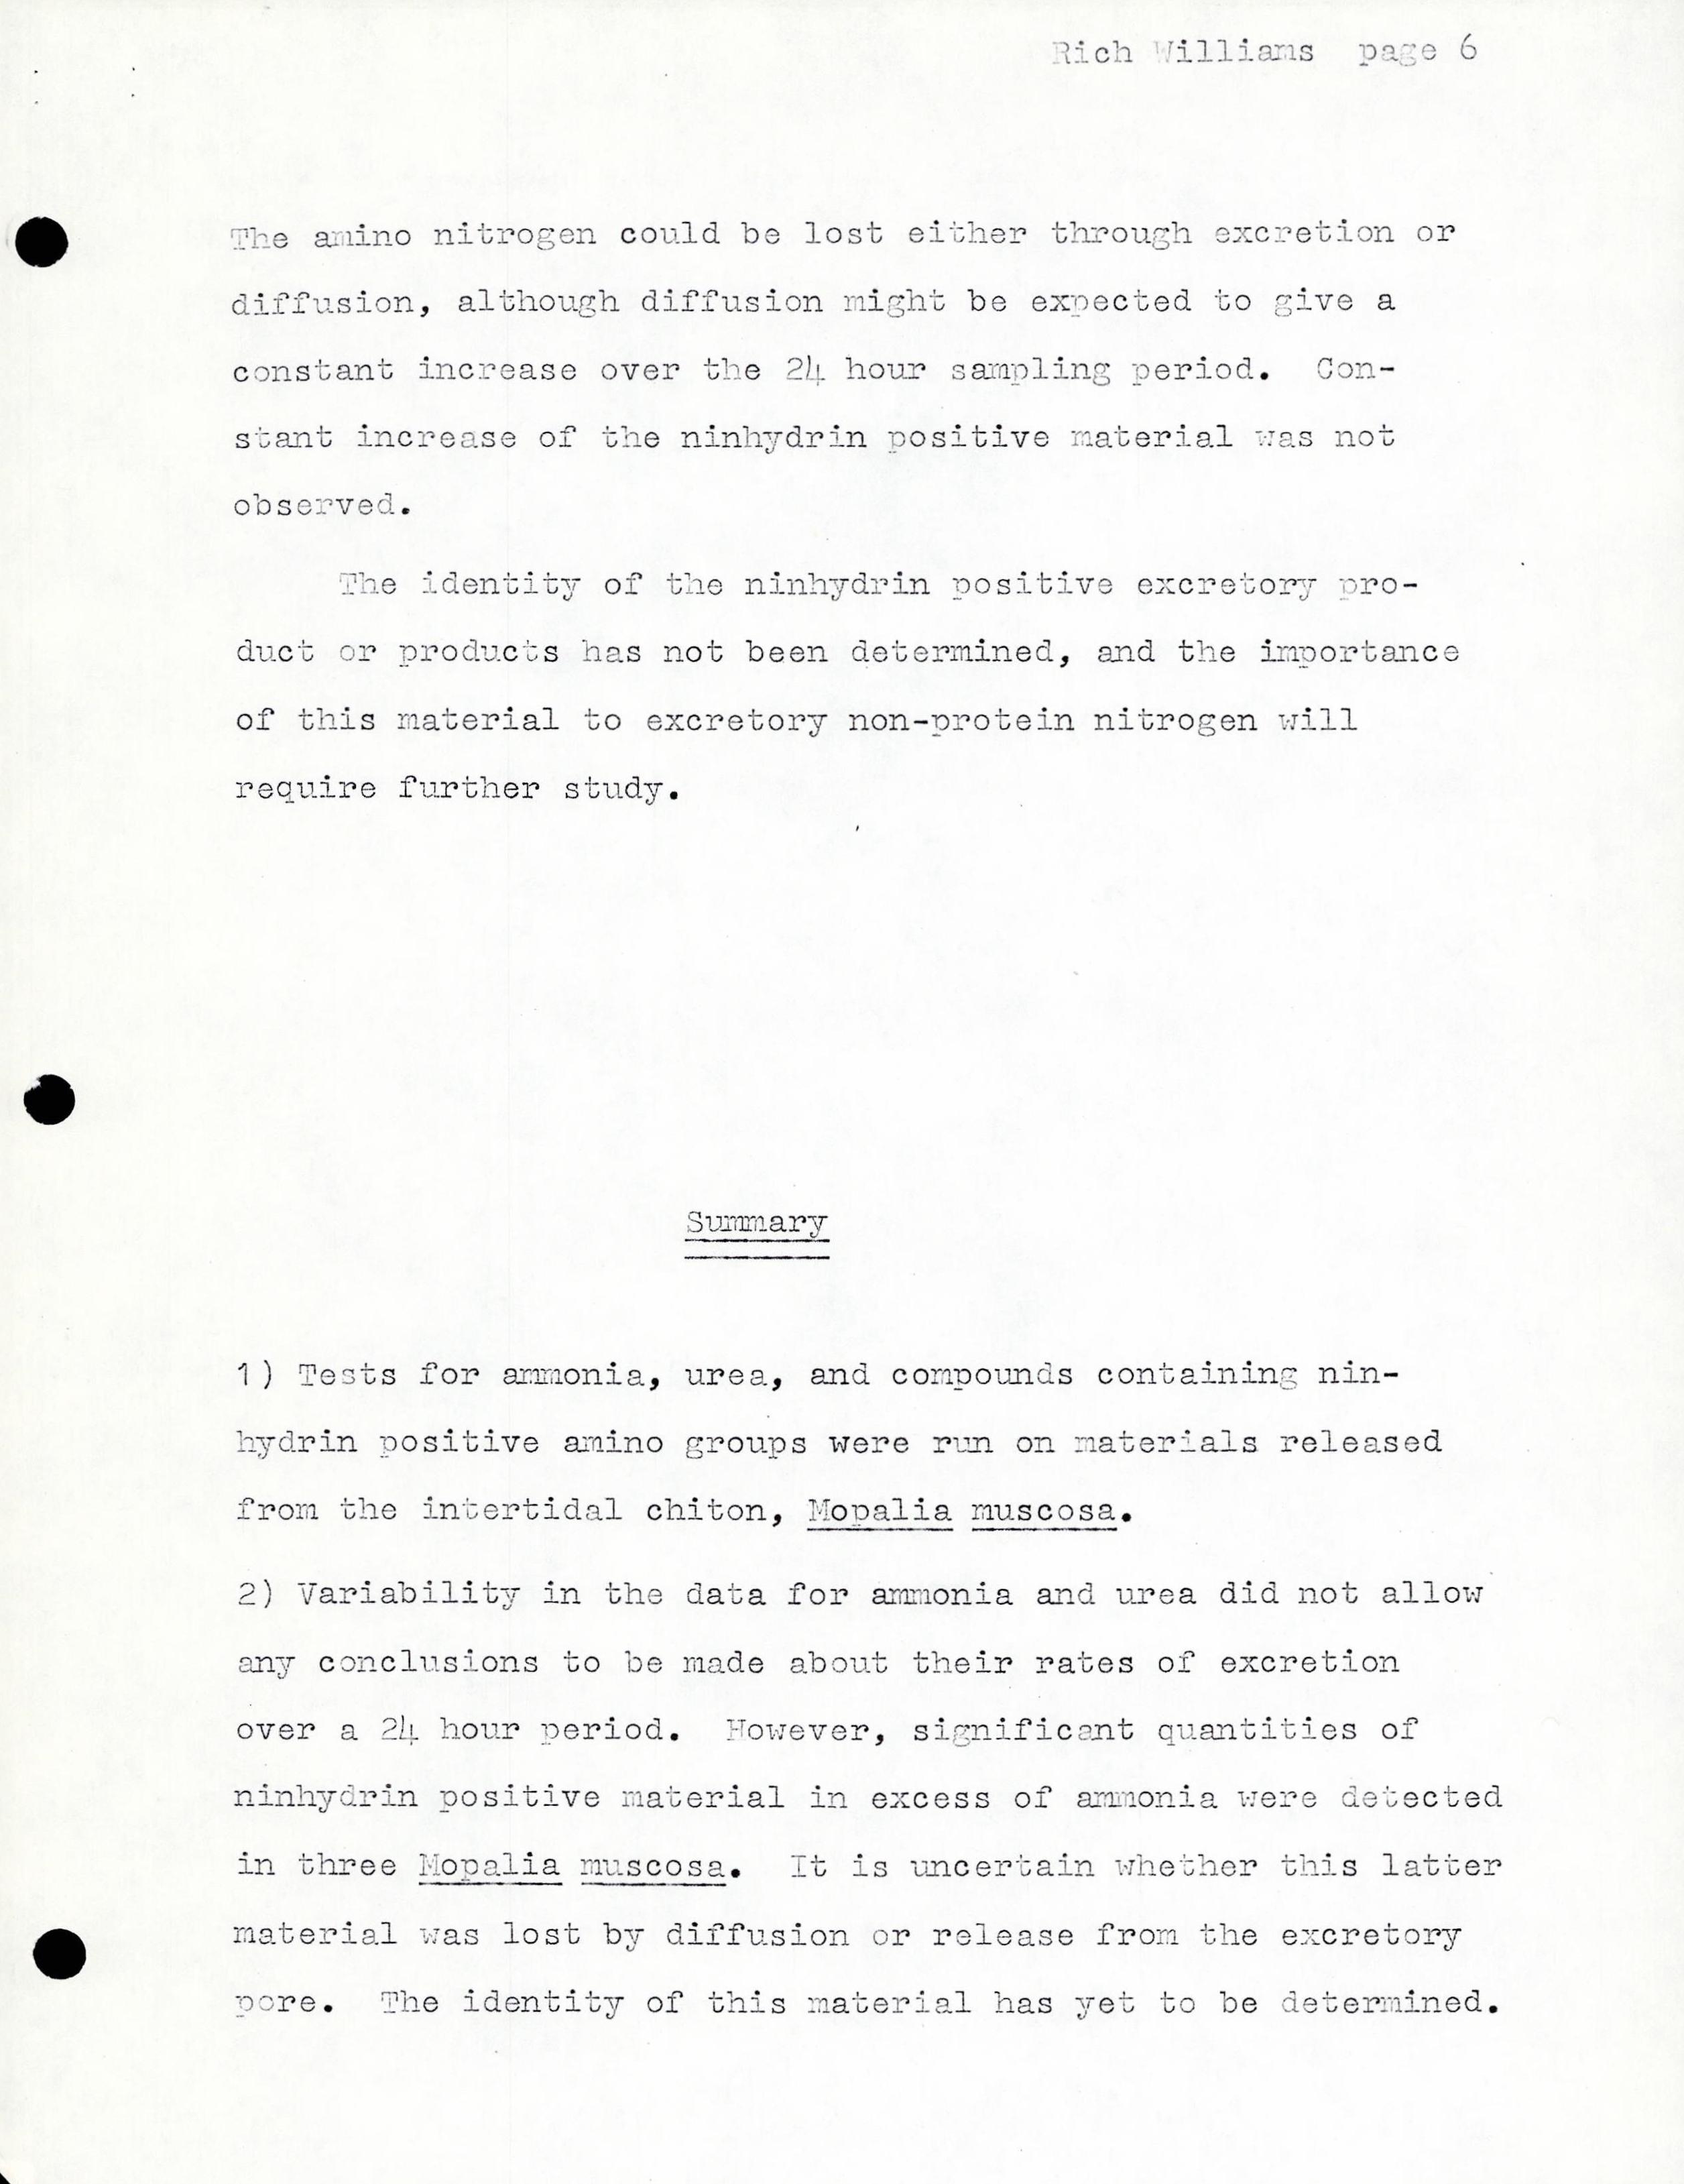 Rich Williams page 6
The amino nitrogen could be lost either through excretion or
diffusion, although diffusion might be expected to give a
constant increase over the 24 hour sampling period. Con-
stant increase of the ninhydrin positive material was not
observed.
The identity of the ninhydrin positive excretory pro-
duct or products has not been determined, and the importance
of this material to excretory non-protein nitrogen will
require further study.
Summary
1) Tests for ammonia, urea, and compounds containing nin-
hydrin positive amino groups were run on materials released
from the intertidal chiton, Mopalia muscosa.
2) Variability in the data for ammonia and urea did not allow
any conclusions to be made about their rates of excretion
over a 24 hour period. However, significant quantities of
ninhydrin positive material in excess of ammonia were detected
in three Mopalia muscosa. It is uncertain whether this latter
material was lost by diffusion or release from the excretory
pore. The identity of this material has yet to be determined.